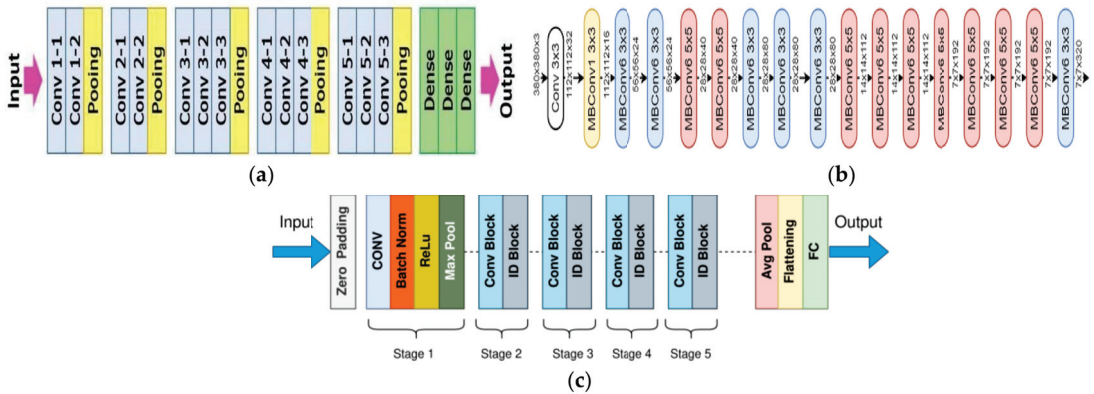 Input
Conv 1-1
Conv 1-2
Pooing
Conv 2-1
Conv 2-2
Pooing
Conv 3-1
Conv 3-2
Conv 3-3
Pooing
Conv 4-1
Conv 4-2
Conv 4-3
Pooing
Conv 5-1
Conv 5-2
Conv 5-3
Pooing
Dense
Dense
Dense
Output
(a)
380x380x3
Conv 3x3
112x112x32
MBConv1 3x3
112x112x16
MBConv6 3x3
56x56x24
MBConv6 3x3
56x56x24
MBConv6 5x5
28x28x40
MBConv6 5x5
28x28x40
MBConv6 3x3
28x28x80
MBConv6 3x3
28x28x80
MBConv6 3x3
28x28x80
MBConv6 5x5
14x14x112
MBConv6 5x5
14x14x112
MBConv6 5x5
14x14x112
MBConv6 6x6
7x7x192
MBConv6 5x5
7x7x192
MBConv6 5x5
7x7x192
MBConv6 5x5
7x7x192
MBConv6 3x3
7x7x320
(b)
Input
Zero Padding
CONV
Batch Norm
ReLu
Max Pool
Conv Block
ID Block
Conv Block
ID Block
Conv Block
ID Block
Conv Block
ID Block
Avg Pool
Flattening
FC
Output
Stage 1
Stage 2
Stage 3
Stage 4
Stage 5
(c)